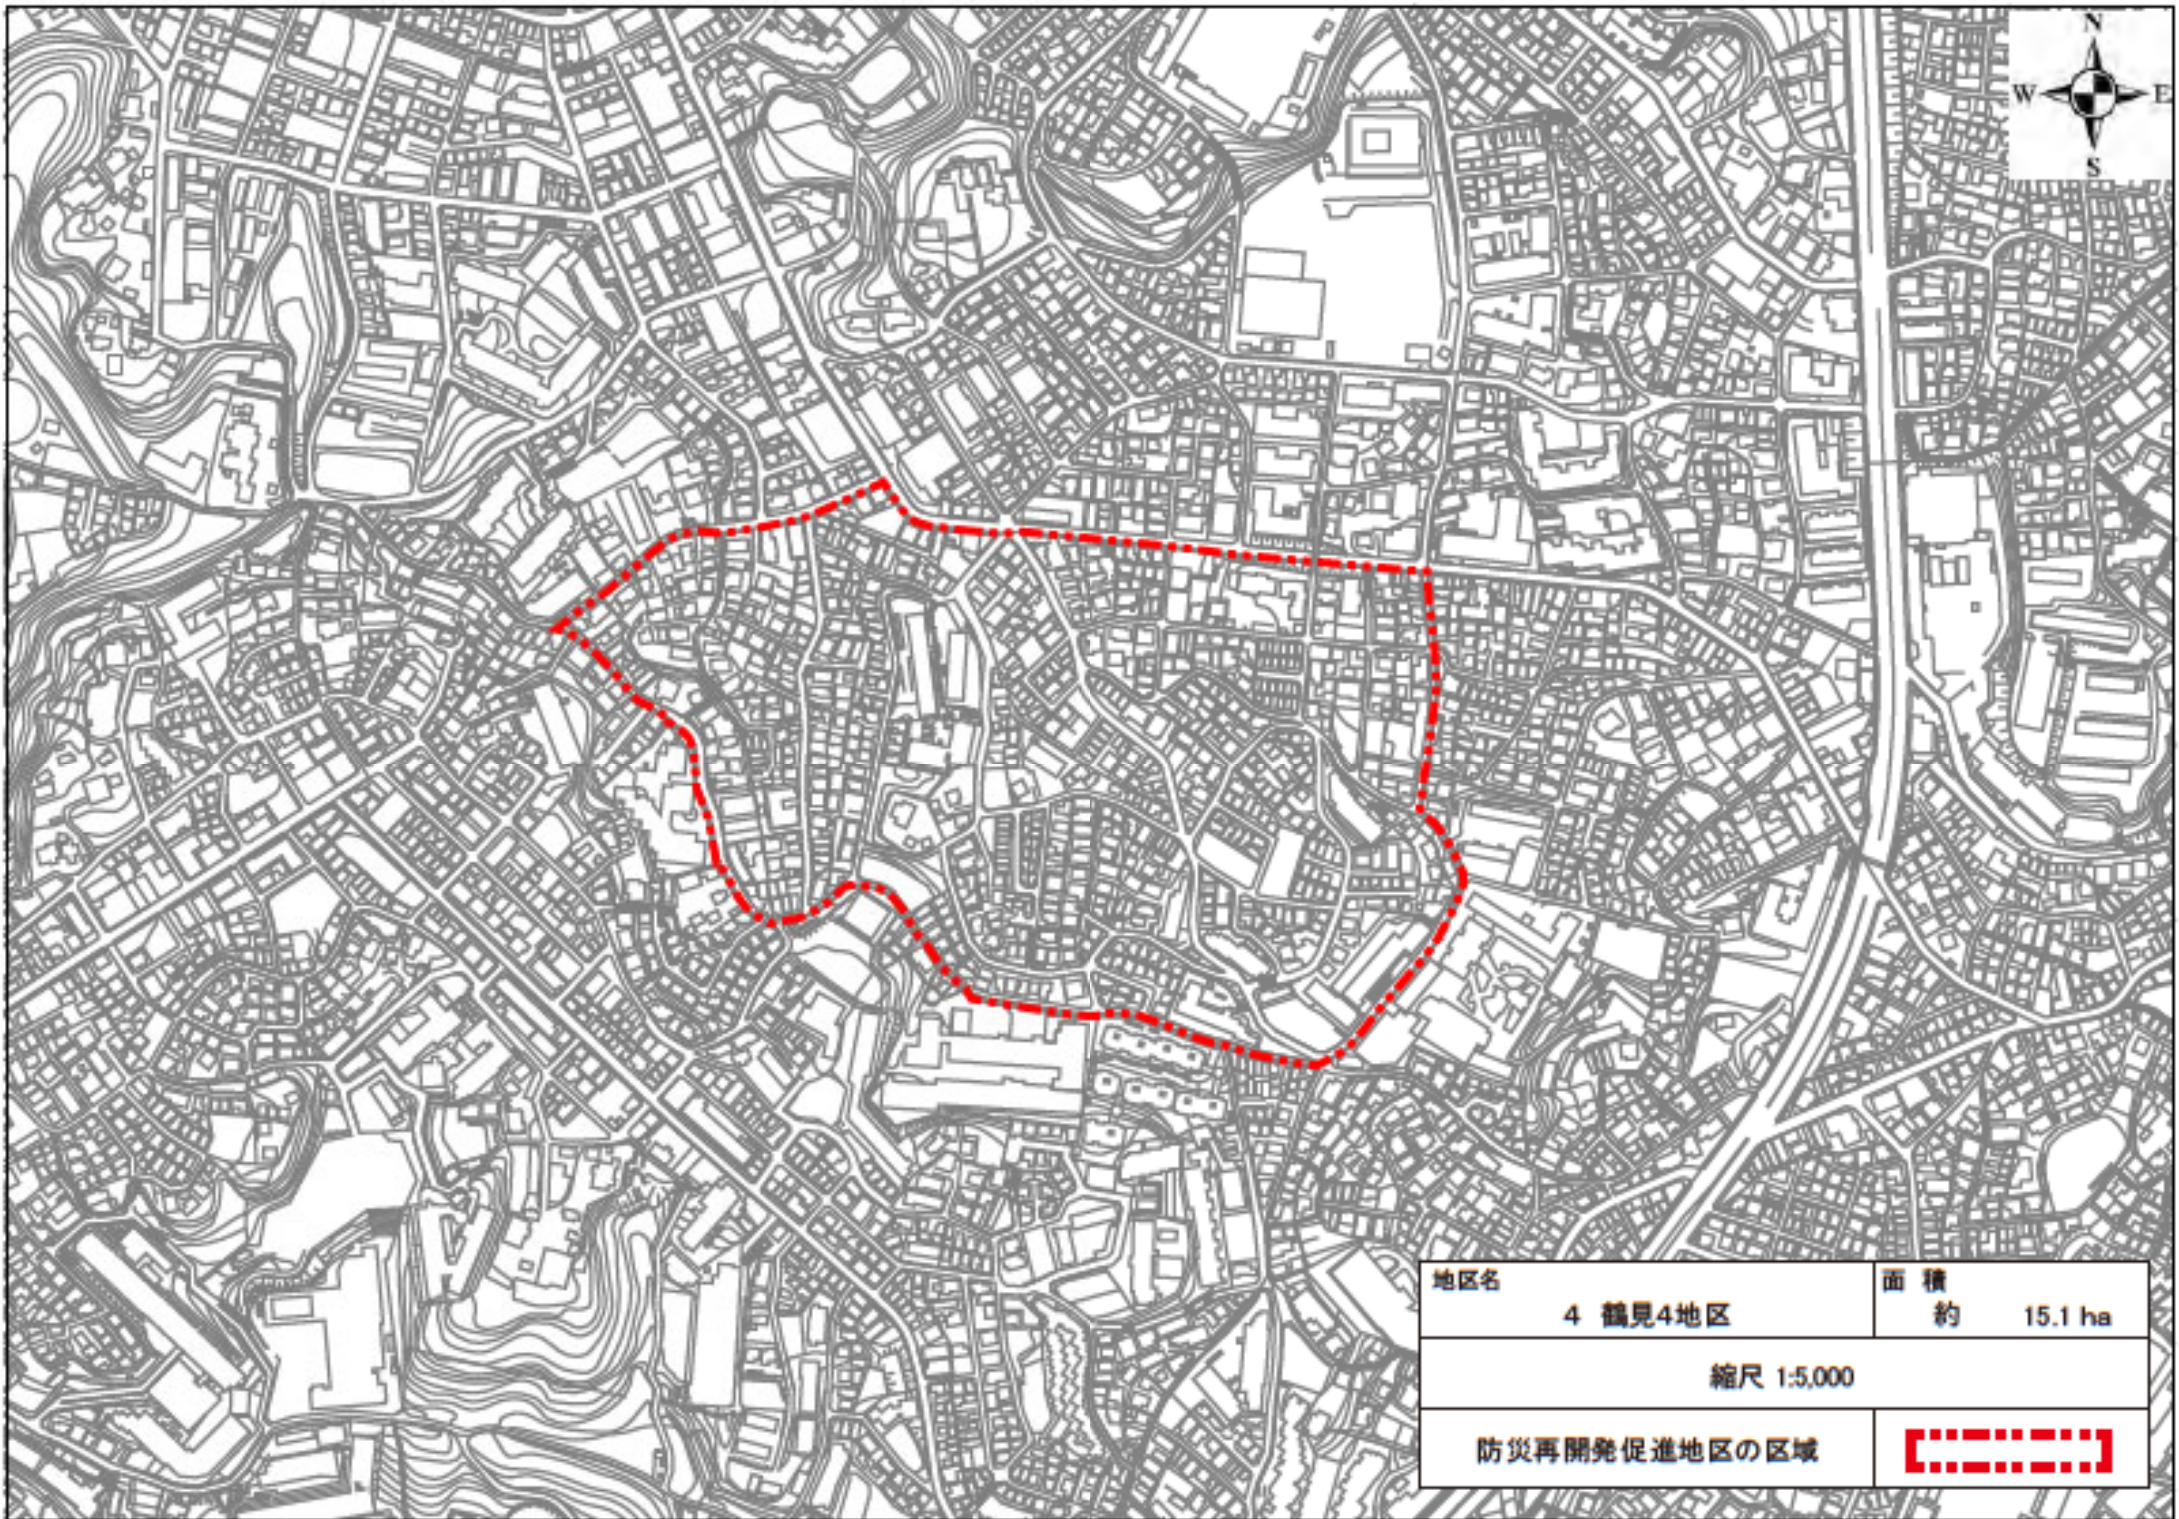 N
W E
S
地区名
4 鶴見4地区
面 積
約 15.1 ha
縮尺 1:5,000
防災再開発促進地区の区域